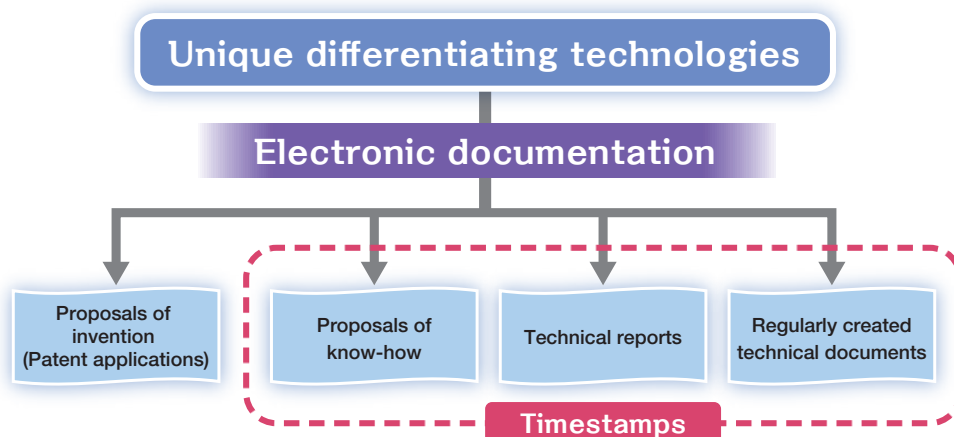 Unique differentiating technologies
Electronic documentation
Proposals of
invention
(Patent applications)
Proposals of
know-how
Technical reports
Regularly created
technical documents
Timestamps